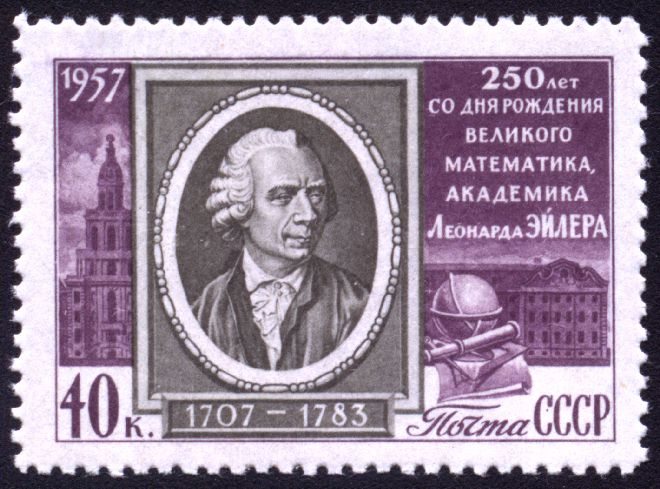 1957
250 лет
СО ДНЯ РОЖДЕНИЯ
ВЕЛИКОГО
МАТЕМАТИКА,
АКАДЕМИКА
ЛЕОНАРДА ЭЙЛЕРА
40 К.
1707 – 1783
Почта СССР